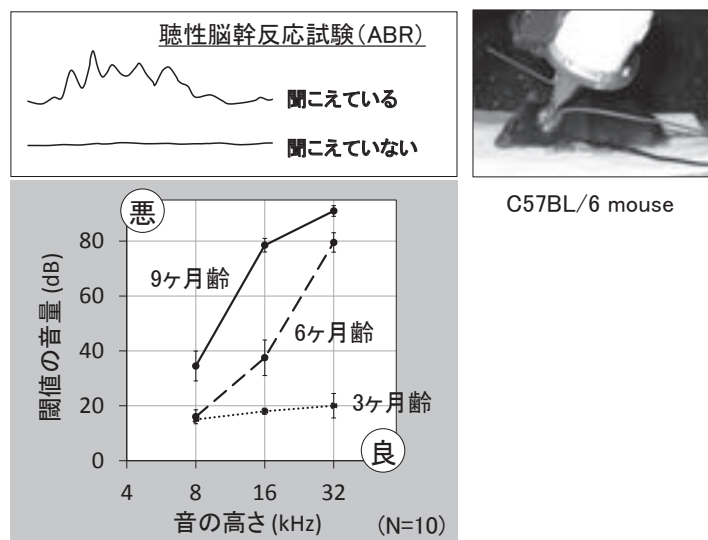 聴性脳幹反応試験(ABR)
聞こえている
聞こえていない
C57BL/6 mouse
悪
80
60
40
20
0
閾値の音量(dB)
9ヶ月齢
6ヶ月齢
3ヶ月齢
良
4 8 16 32
音の高さ(kHz) (N=10)